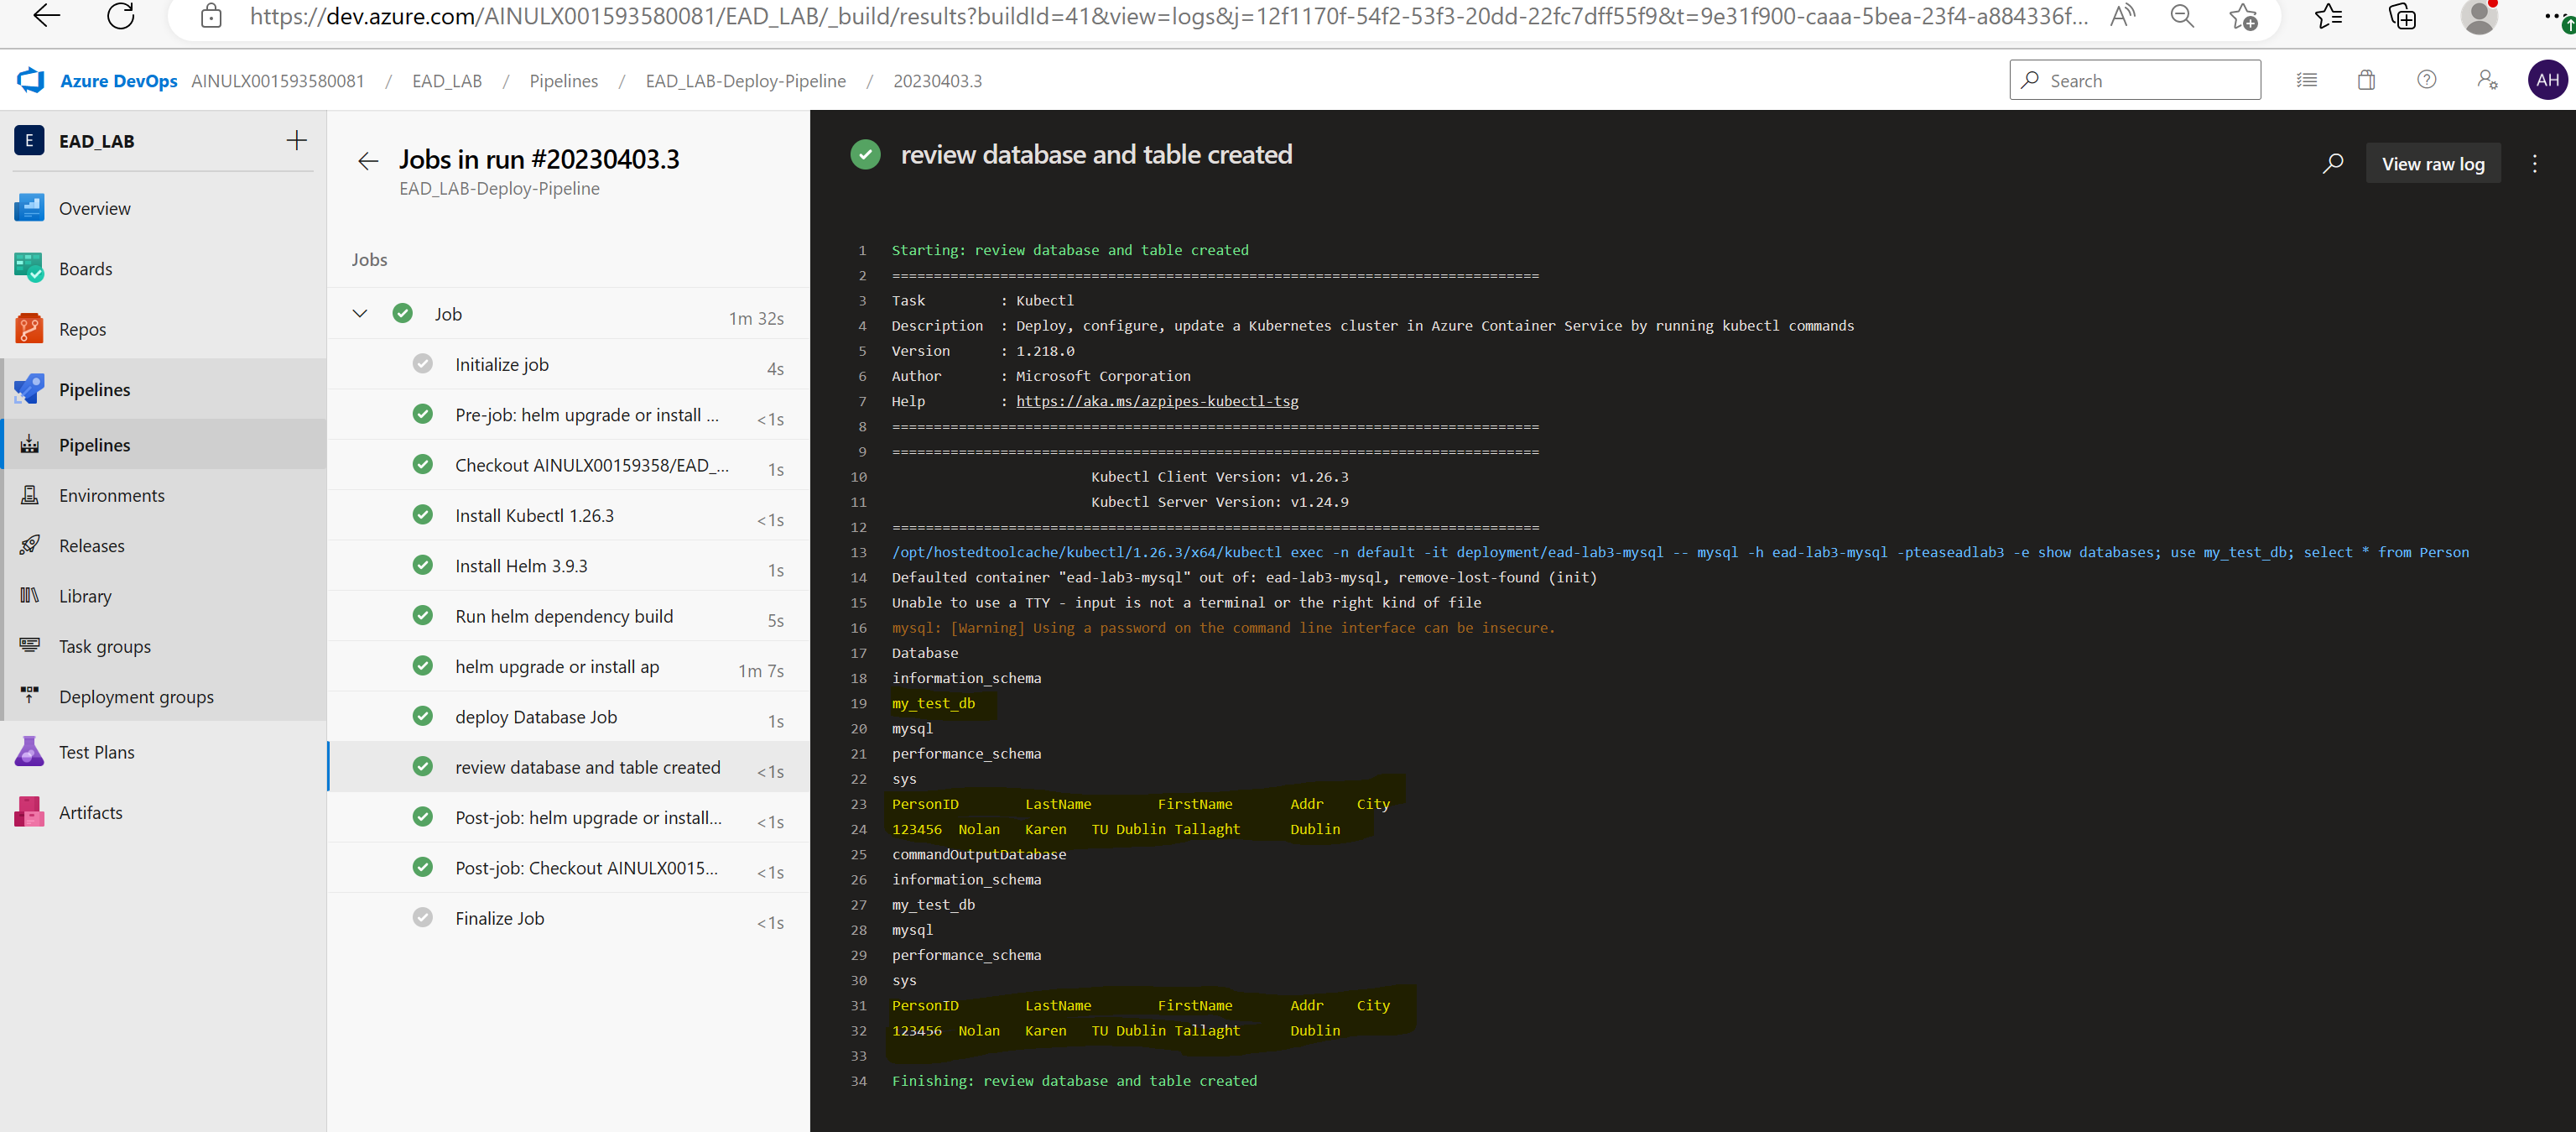 https://dev.azure.com/AINULX001593580081/EAD_LAB/_build/results?buildId=41&view=logs&j=12f1170f-54f2-53f3-20dd-22fc7dff55f9&t=9e31f900-caaa-5bea-23f4-a884336f...
Azure DevOps AINULX001593580081 / EAD_LAB / Pipelines / EAD_LAB-Deploy-Pipeline / 20230403.3
Search
AH
E EAD_LAB
Overview
Boards
Repos
Pipelines
Pipelines
Environments
Releases
Library
Task groups
Deployment groups
Test Plans
Artifacts
Jobs in run #20230403.3
EAD_LAB-Deploy-Pipeline
Jobs
Job 1m 32s
Initialize job 4s
Pre-job: helm upgrade or install ... <1s
Checkout AINULX00159358/EAD_... 1s
Install Kubectl 1.26.3 <1s
Install Helm 3.9.3 1s
Run helm dependency build 5s
helm upgrade or install ap 1m 7s
deploy Database Job 1s
review database and table created <1s
Post-job: helm upgrade or install... <1s
Post-job: Checkout AINULX0015... <1s
Finalize Job <1s
review database and table created
View raw log
1 Starting: review database and table created
2 ==============================================================================
3 Task         : Kubectl
4 Description  : Deploy, configure, update a Kubernetes cluster in Azure Container Service by running kubectl commands
5 Version      : 1.218.0
6 Author       : Microsoft Corporation
7 Help         : https://aka.ms/azpipes-kubectl-tsg
8 ==============================================================================
9 ==============================================================================
10 Kubectl Client Version: v1.26.3
11 Kubectl Server Version: v1.24.9
12 ==============================================================================
13 /opt/hostedtoolcache/kubectl/1.26.3/x64/kubectl exec -n default -it deployment/ead-lab3-mysql -- mysql -h ead-lab3-mysql -pteaseadlab3 -e show databases; use my_test_db; select * from Person
14 Defaulted container "ead-lab3-mysql" out of: ead-lab3-mysql, remove-lost-found (init)
15 Unable to use a TTY - input is not a terminal or the right kind of file
16 mysql: [Warning] Using a password on the command line interface can be insecure.
17 Database
18 information_schema
19 my_test_db
20 mysql
21 performance_schema
22 sys
23 PersonID LastName FirstName Addr City
24 123456 Nolan Karen TU Dublin Tallaght Dublin
25 commandOutputDatabase
26 information_schema
27 my_test_db
28 mysql
29 performance_schema
30 sys
31 PersonID LastName FirstName Addr City
32 123456 Nolan Karen TU Dublin Tallaght Dublin
33
34 Finishing: review database and table created